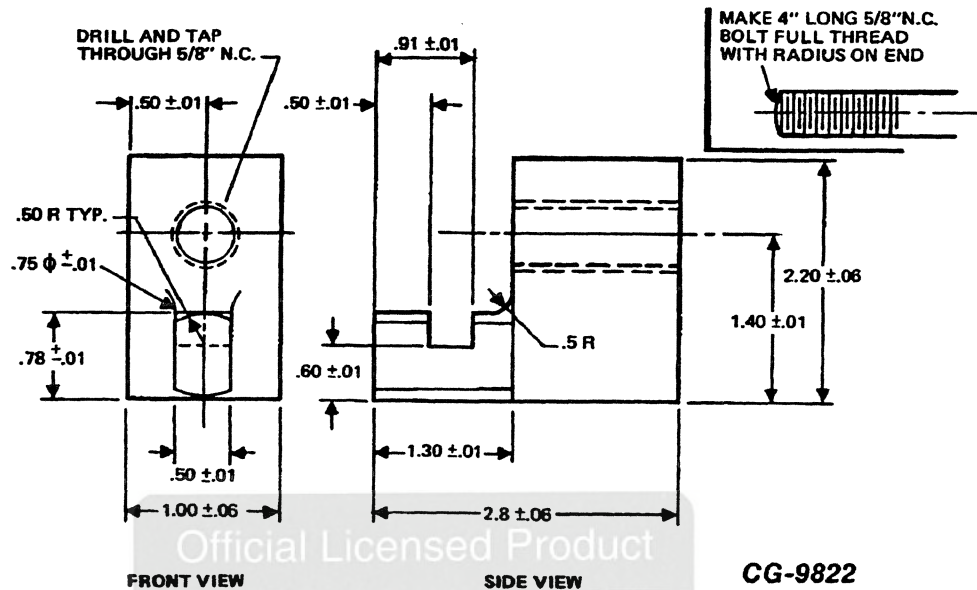 DRILL AND TAP
THROUGH 5/8" N.C.
.50 ±.01
.91 ±.01
.50 ±.01
MAKE 4" LONG 5/8"N.C.
BOLT FULL THREAD
WITH RADIUS ON END
.50 R TYP.
.75 ϕ ±.01
.78 ±.01
.50 ±.01
1.00 ±.06
.60 ±.01
.5 R
1.30 ±.01
2.8 ±.06
2.20 ±.06
1.40 ±.01
Official Licensed Product
FRONT VIEW
SIDE VIEW
CG-9822